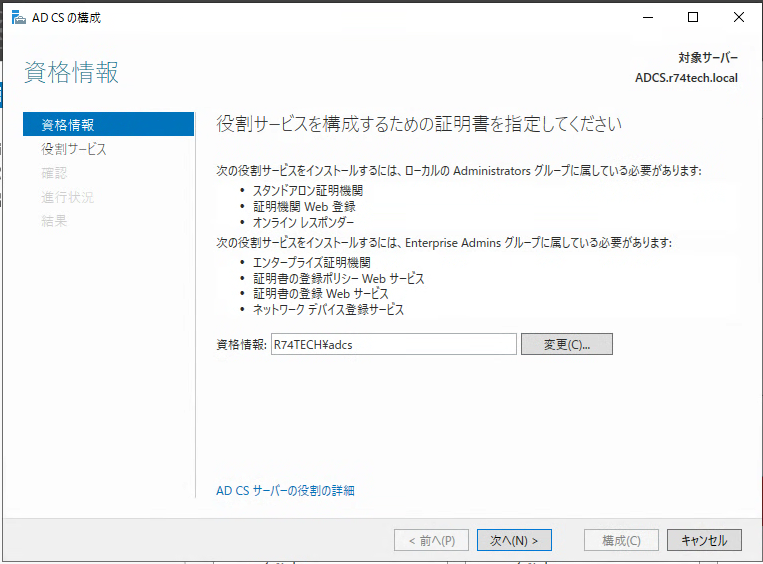 AD CS の構成
資格情報
対象サーバー
ADCS.r74tech.local
資格情報
役割サービス
確認
進行状況
結果
役割サービスを構成するための証明書を指定してください
次の役割サービスをインストールするには、ローカルの Administrators グループに属している必要があります:
• スタンドアロン証明機関
• 証明機関 Web 登録
• オンライン レスポンダー
次の役割サービスをインストールするには、Enterprise Admins グループに属している必要があります:
• エンタープライズ証明機関
• 証明書の登録ポリシー Web サービス
• 証明書の登録 Web サービス
• ネットワーク デバイス登録サービス
資格情報: R74TECH¥adcs 変更(C)...
AD CS サーバーの役割の詳細
< 前へ(P) 次へ(N) > 構成(C) キャンセル